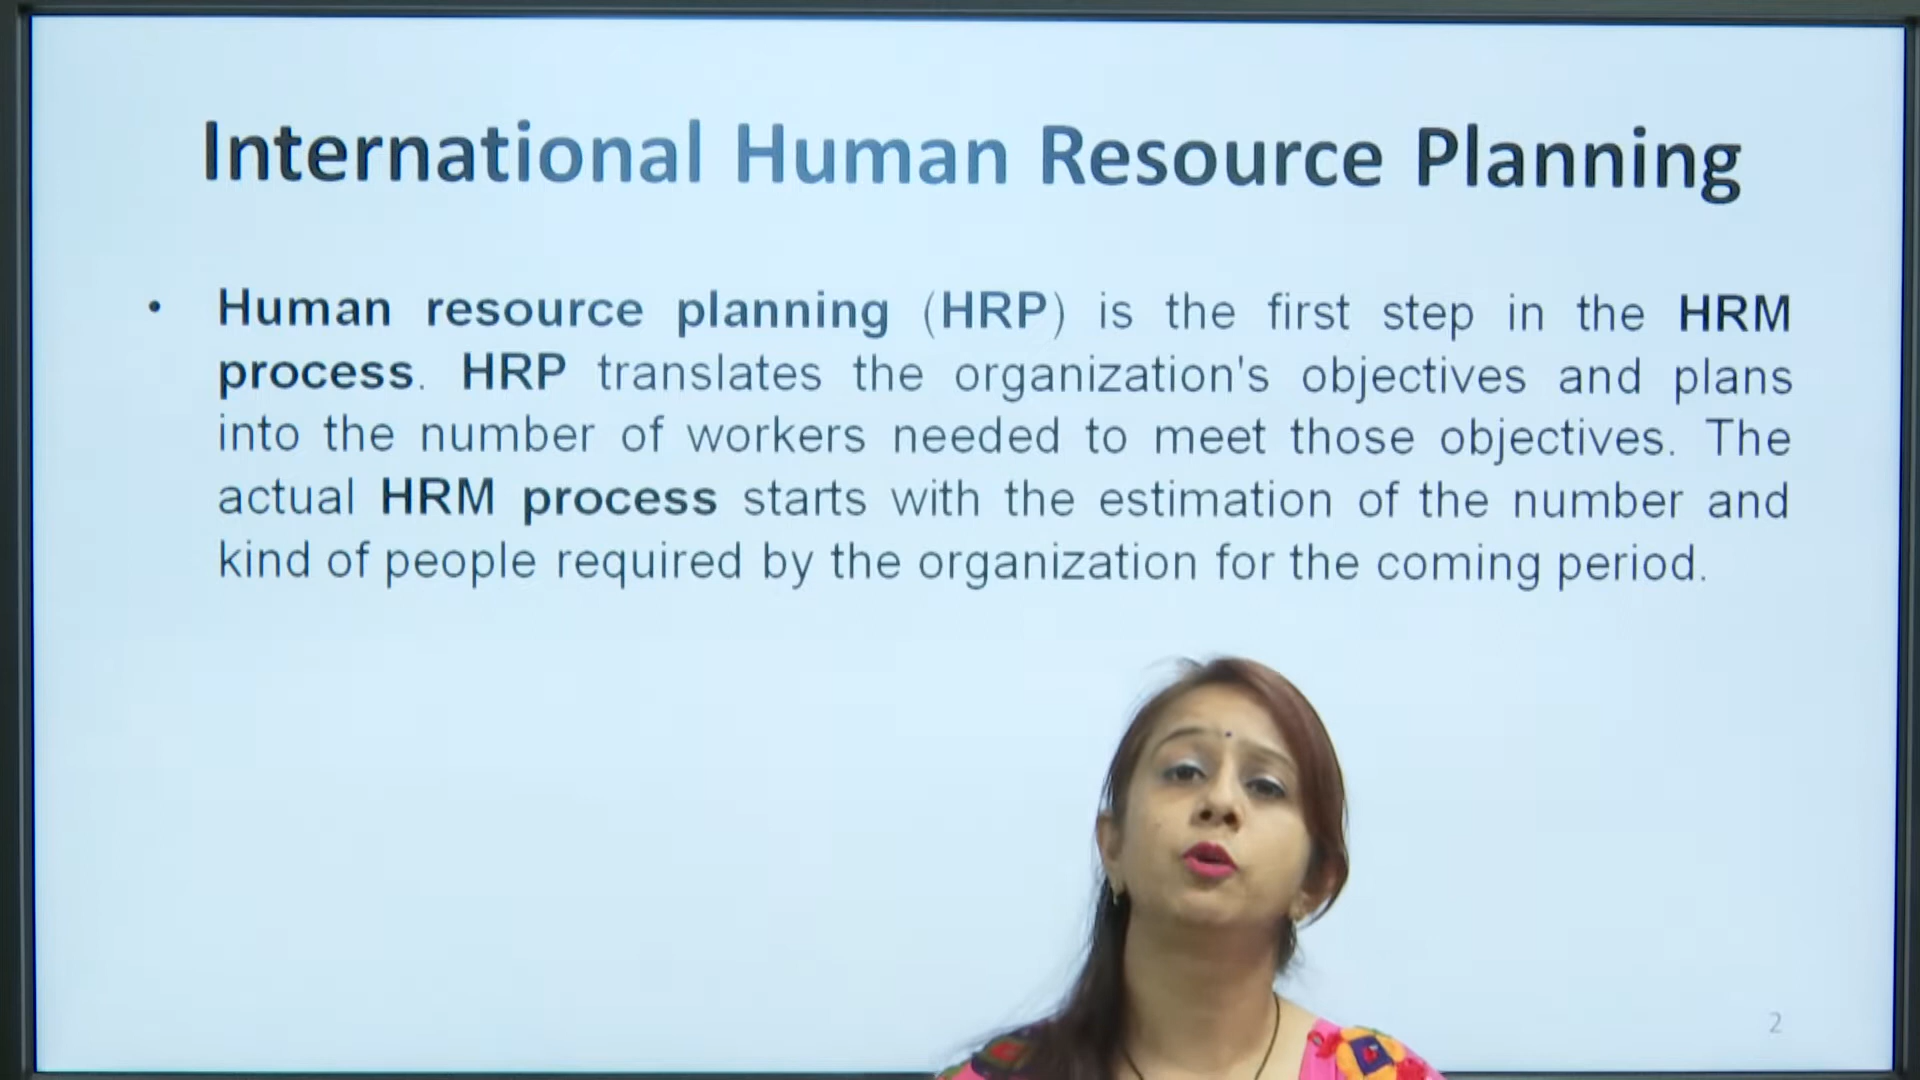 International Human Resource Planning
• Human resource planning (HRP) is the first step in the HRM
process. HRP translates the organization's objectives and plans
into the number of workers needed to meet those objectives. The
actual HRM process starts with the estimation of the number and
kind of people required by the organization for the coming period.
2